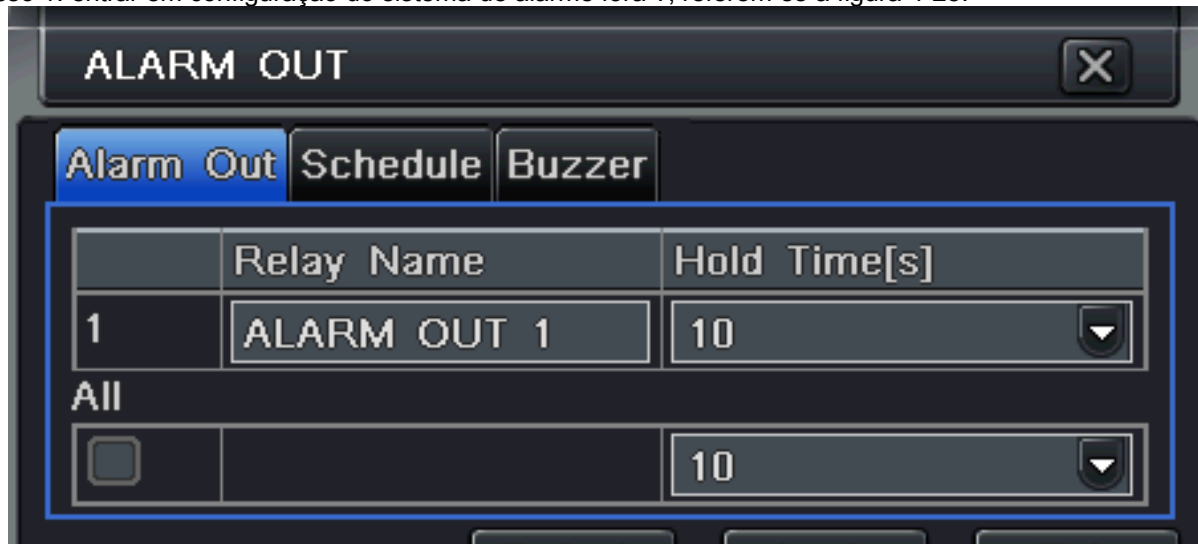 ALARM OUT
Alarm Out Schedule Buzzer
Relay Name Hold Time[s]
1 ALARM OUT 1 10
All
10